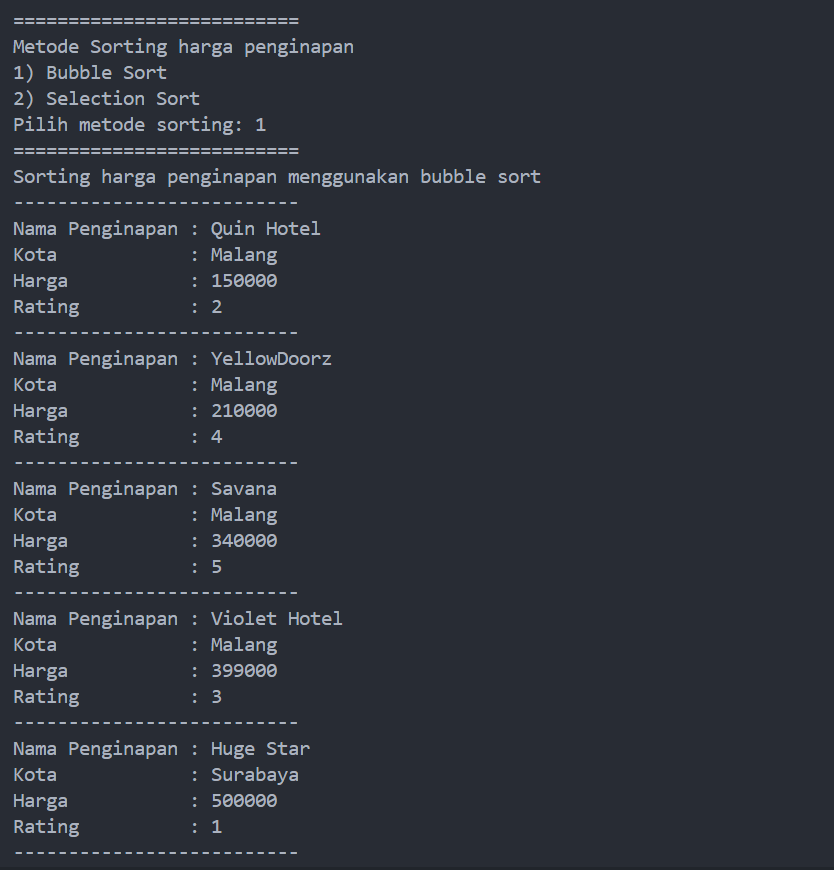 ==========================
Metode Sorting harga penginapan
1) Bubble Sort
2) Selection Sort
Pilih metode sorting: 1
==========================
Sorting harga penginapan menggunakan bubble sort
--------------------------
Nama Penginapan : Quin Hotel
Kota            : Malang
Harga           : 150000
Rating          : 2
--------------------------
Nama Penginapan : YellowDoorz
Kota            : Malang
Harga           : 210000
Rating          : 4
--------------------------
Nama Penginapan : Savana
Kota            : Malang
Harga           : 340000
Rating          : 5
--------------------------
Nama Penginapan : Violet Hotel
Kota            : Malang
Harga           : 399000
Rating          : 3
--------------------------
Nama Penginapan : Huge Star
Kota            : Surabaya
Harga           : 500000
Rating          : 1
--------------------------